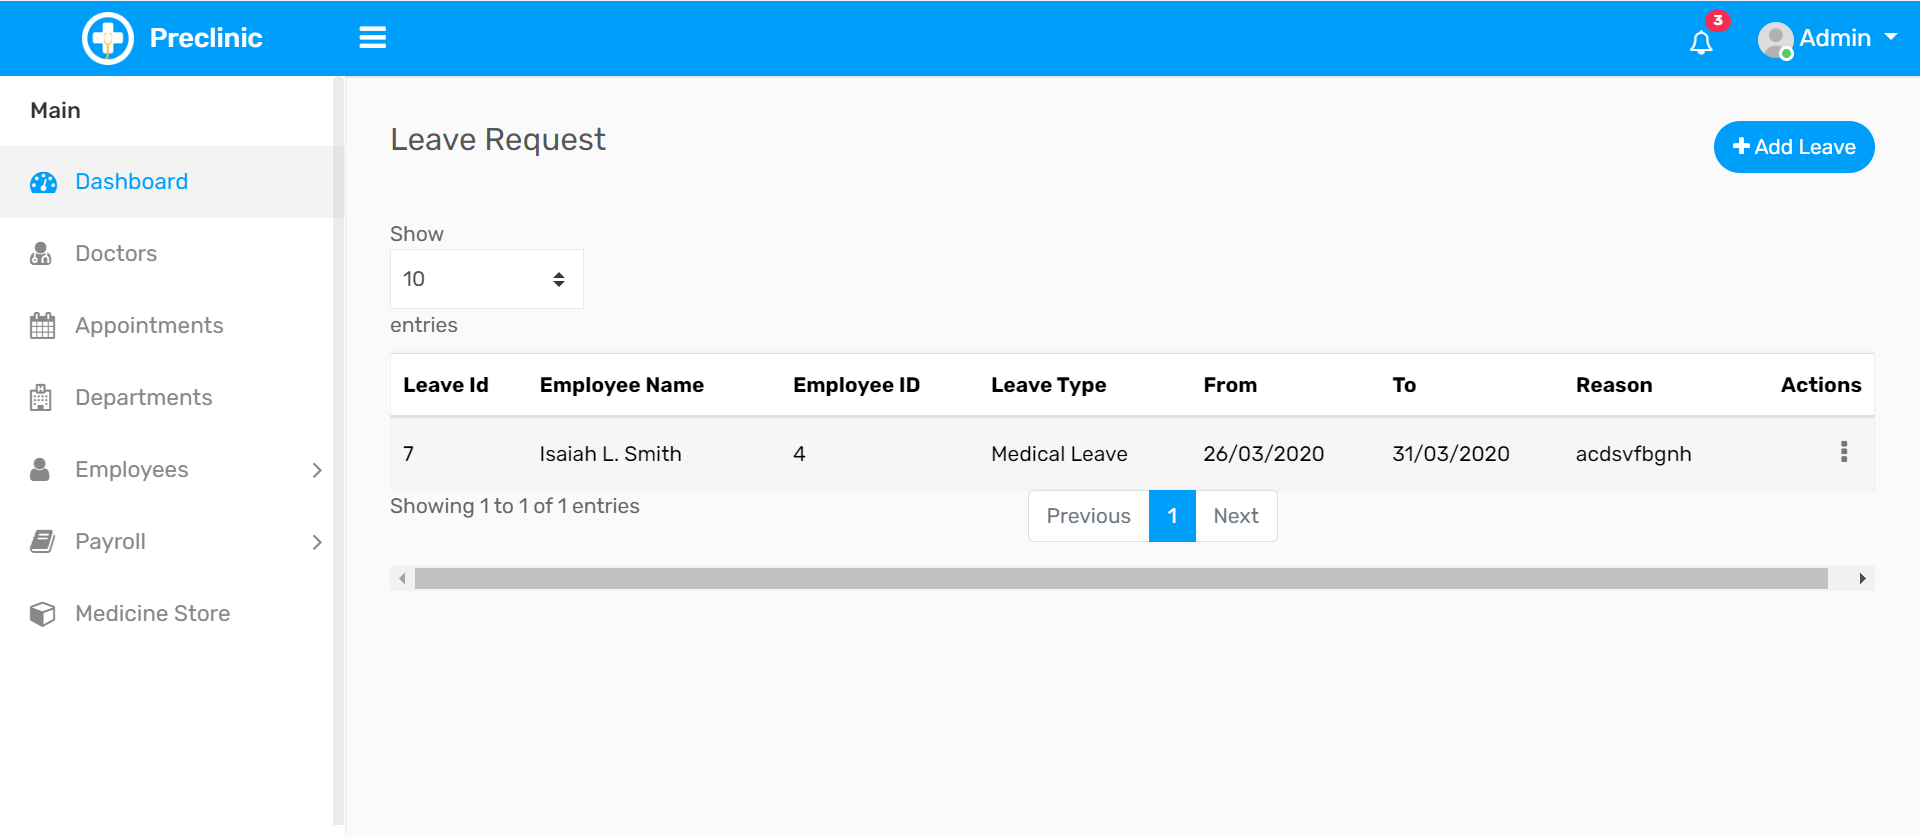 Preclinic
3
Admin
Main
Dashboard
Doctors
Appointments
Departments
Employees
Payroll
Medicine Store
Leave Request
Add Leave
Show
10
entries
Leave Id Employee Name Employee ID Leave Type From To Reason Actions
7 Isaiah L. Smith 4 Medical Leave 26/03/2020 31/03/2020 acdsvfbgnh
Showing 1 to 1 of 1 entries
Previous 1 Next